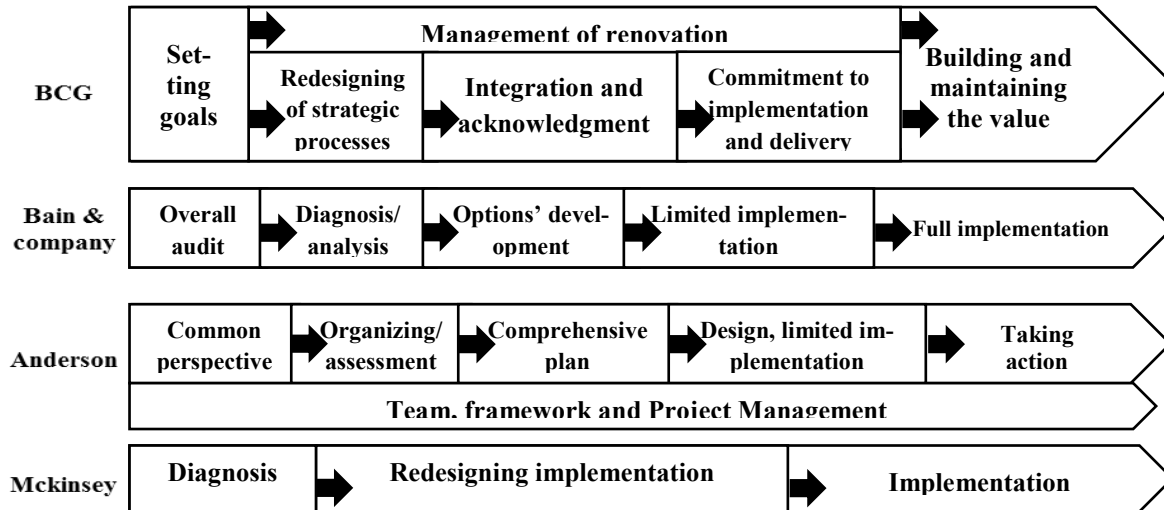 BCG
Set-
ting
goals
Management of renovation
Redesigning
of strategic
processes
Integration and
acknowledgment
Commitment to
implementation
and delivery
Building and
maintaining
the value
Bain &
company
Overall
audit
Diagnosis/
analysis
Options’ devel-
opment
Limited implemen-
tation
Full implementation
Anderson
Common
perspective
Organizing/
assessment
Comprehensive
plan
Design, limited im-
plementation
Taking
action
Team, framework and Project Management
Mckinsey
Diagnosis
Redesigning implementation
Implementation